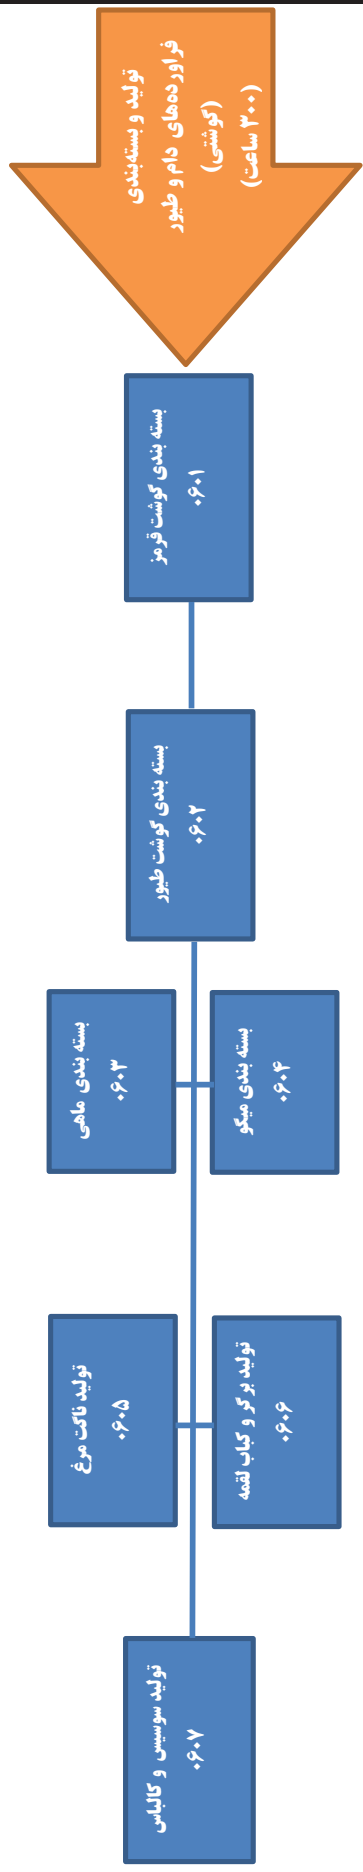 تولید و بسته‌بندی
فراورده‌های دام و طیور
(گوشتی)
(۳۰۰ ساعت)
بسته بندی گوشت قرمز
۰۶۰۱
بسته بندی گوشت طیور
۰۶۰۲
بسته بندی ماهی
۰۶۰۳
بسته بندی میگو
۰۶۰۴
تولید ناگت مرغ
۰۶۰۵
تولید برگر و کباب لقمه
۰۶۰۶
تولید سوسیس و کالباس
۰۶۰۷